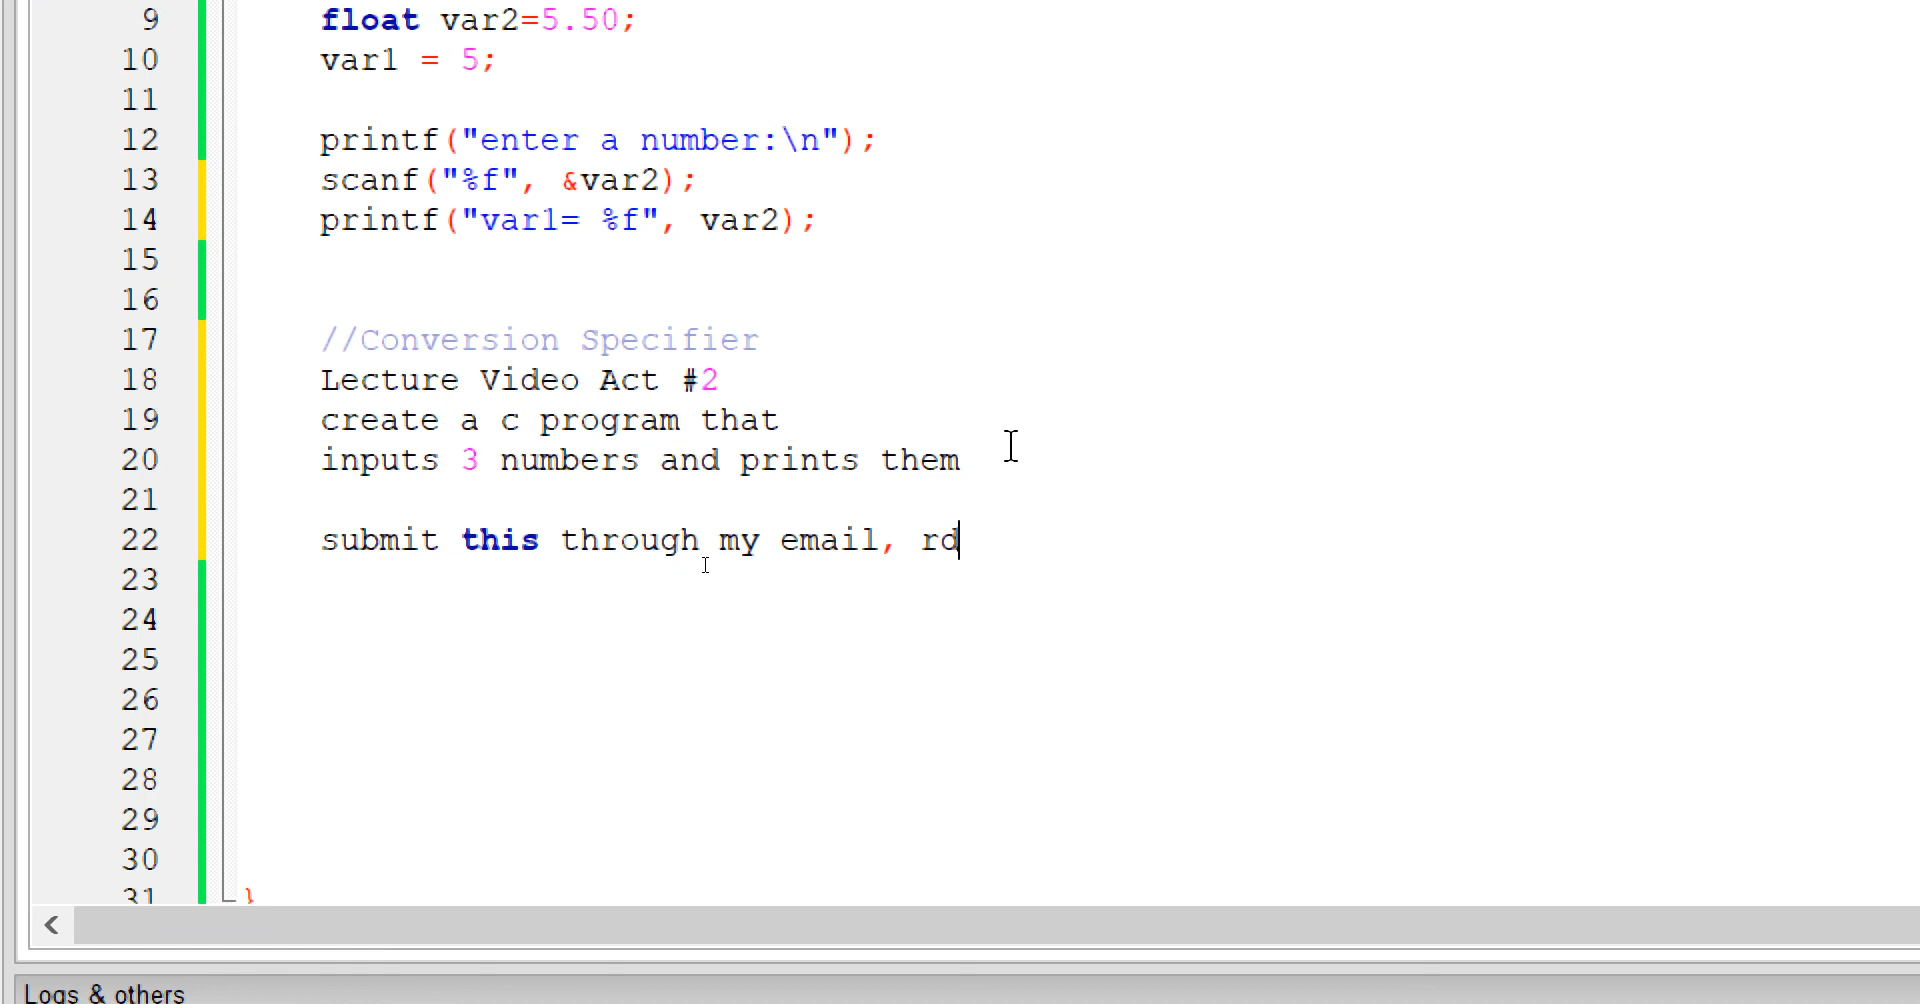 9 float var2=5.50;
10 var1 = 5;
11
12 printf("enter a number:\n");
13 scanf("%f", &var2);
14 printf("var1= %f", var2);
15
16
17 //Conversion Specifier
18 Lecture Video Act #2
19 create a c program that
20 inputs 3 numbers and prints them
21
22 submit this through my email, rd
23
24
25
26
27
28
29
30
31 }
Logs & others